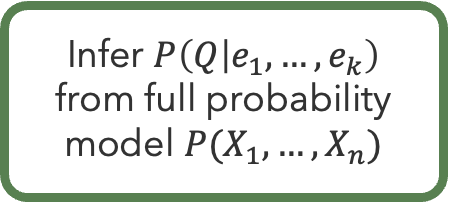 Infer P(Q|e₁, …, eₖ)
from full probability
model P(X₁, …, Xₙ)